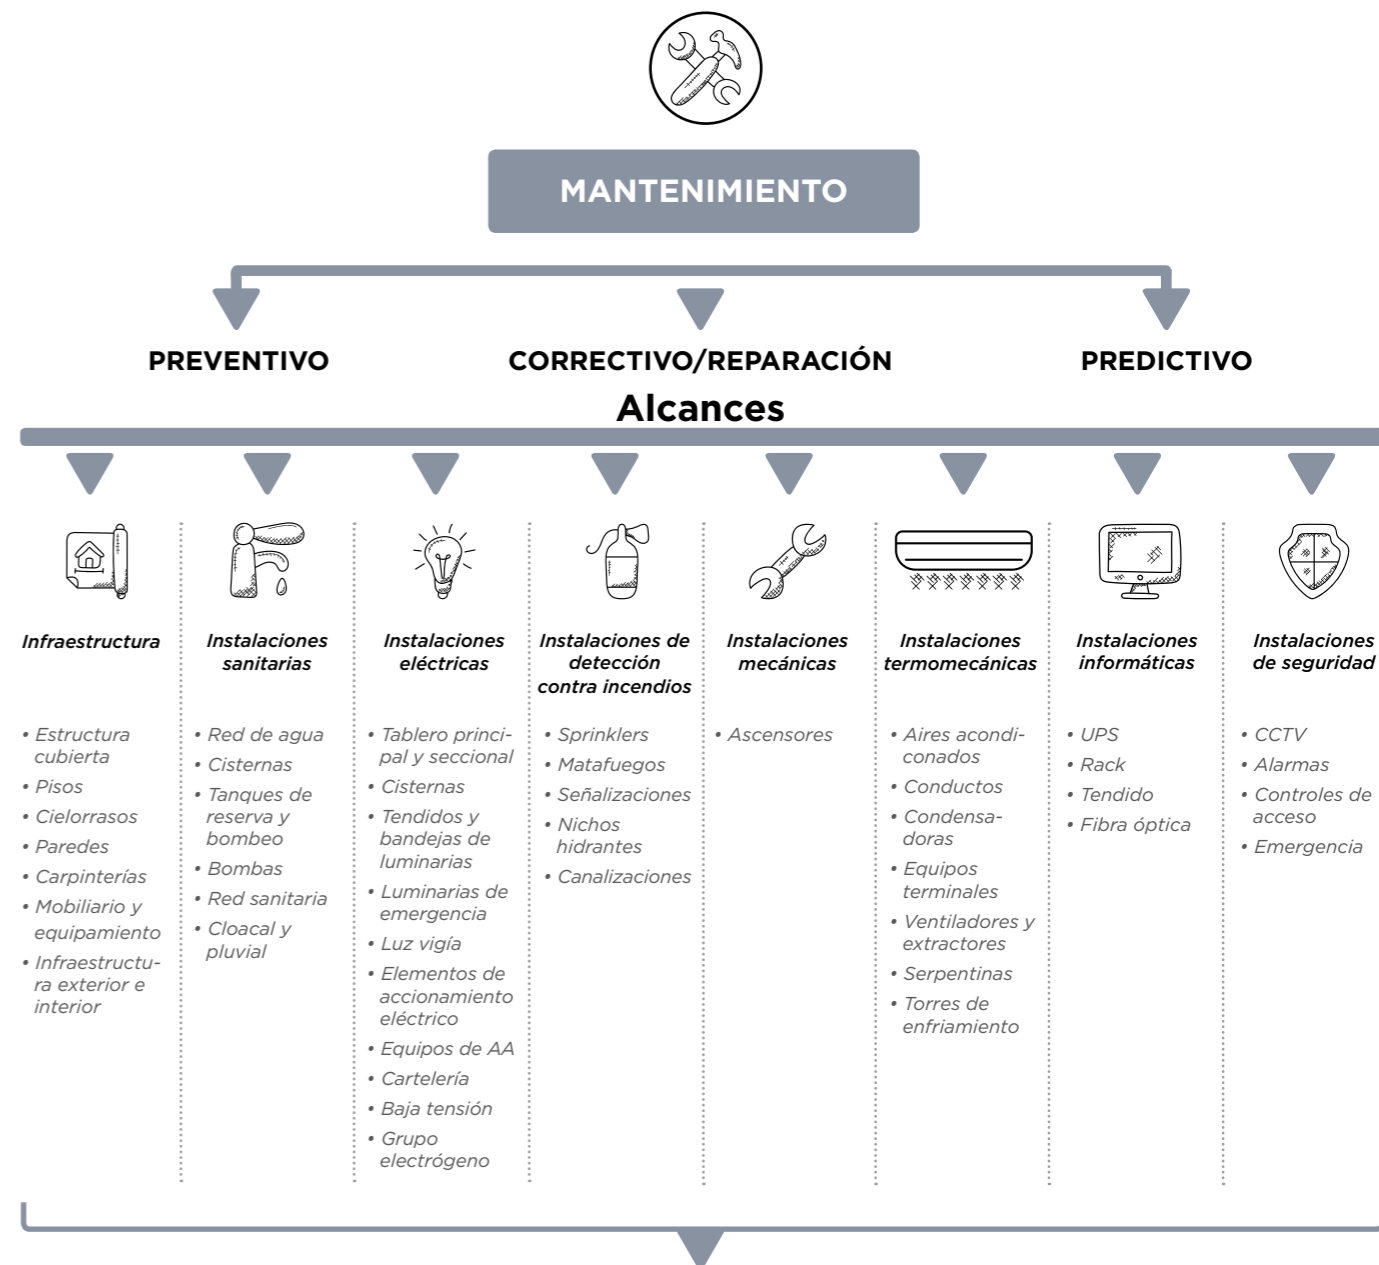 MANTENIMIENTO
PREVENTIVO
CORRECTIVO/REPARACIÓN
PREDICTIVO
Alcances
Infraestructura
• Estructura
cubierta
• Pisos
• Cielorrasos
• Paredes
• Carpinterías
• Mobiliario y
equipamiento
• Infraestructu-
ra exterior e
interior
Instalaciones
sanitarias
• Red de agua
• Cisternas
• Tanques de
reserva y
bombeo
• Bombas
• Red sanitaria
• Cloacal y
pluvial
Instalaciones
eléctricas
• Tablero princi-
pal y seccional
• Cisternas
• Tendidos y
bandejas de
luminarias
• Luminarias de
emergencia
• Luz vigía
• Elementos de
accionamiento
eléctrico
• Equipos de AA
• Cartelería
• Baja tensión
• Grupo
electrógeno
Instalaciones de
detección
contra incendios
• Sprinklers
• Matafuegos
• Señalizaciones
• Nichos
hidrantes
• Canalizaciones
Instalaciones
mecánicas
• Ascensores
Instalaciones
termomecánicas
• Aires acondi-
cionados
• Conductos
• Condensa-
doras
• Equipos
terminales
• Ventiladores y
extractores
• Serpentinas
• Torres de
enfriamiento
Instalaciones
informáticas
• UPS
• Rack
• Tendido
• Fibra óptica
Instalaciones
de seguridad
• CCTV
• Alarmas
• Controles de
acceso
• Emergencia